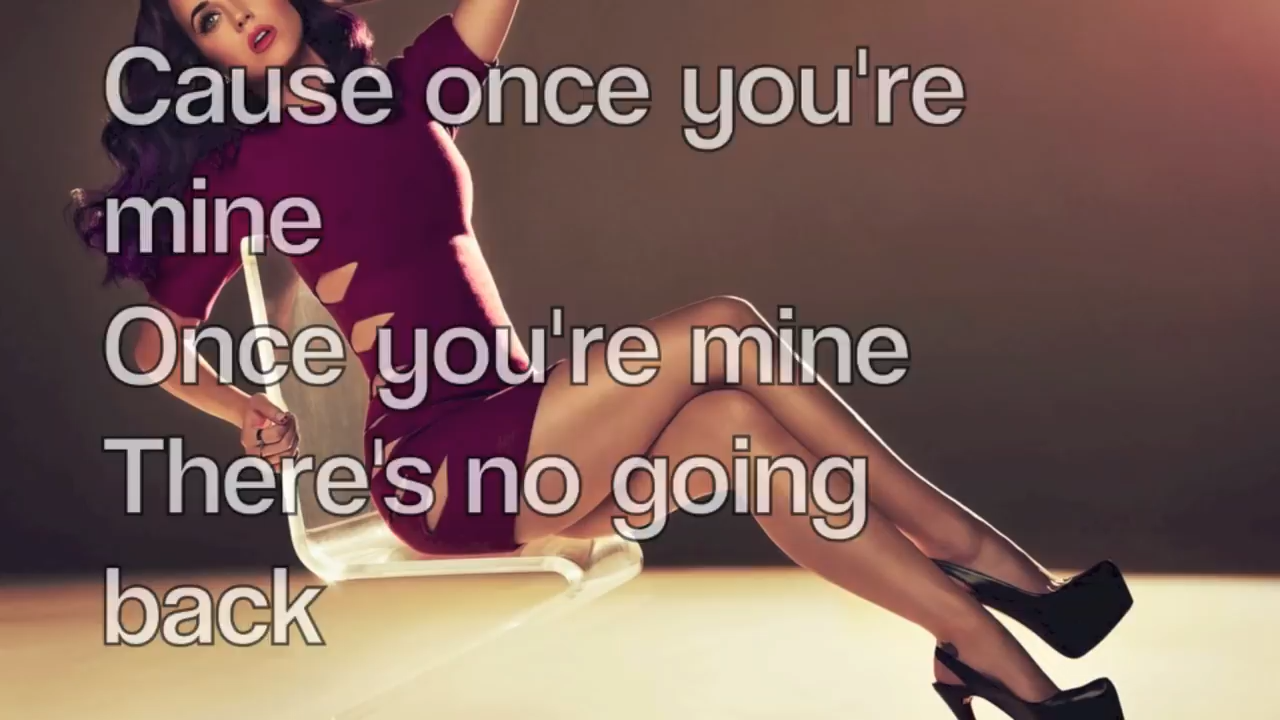 Cause once you're
mine
Once you're mine
There's no going
back